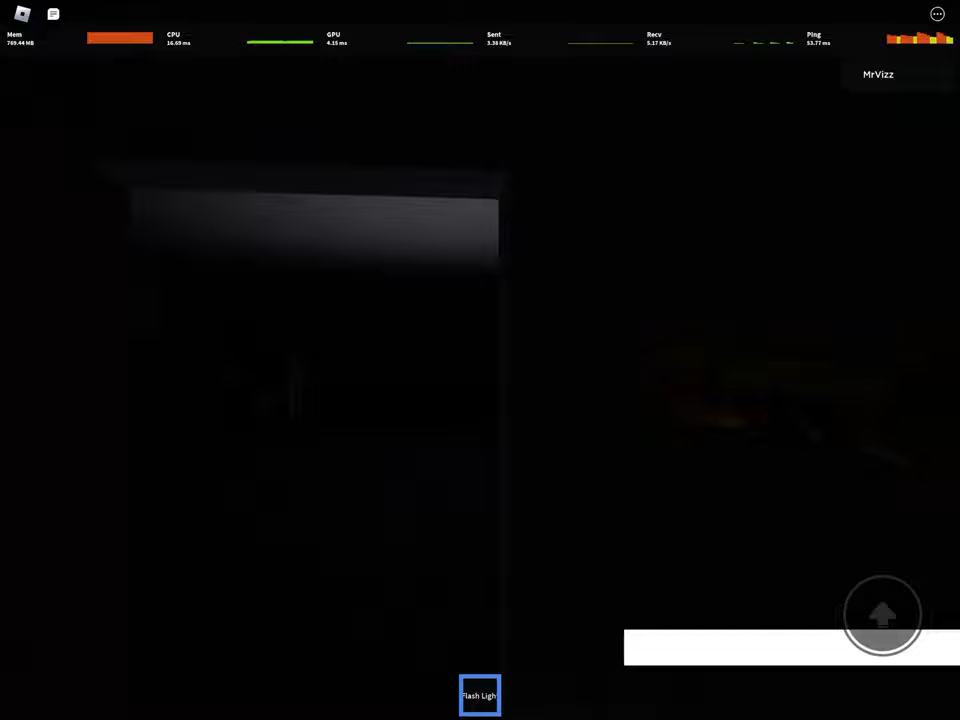 Mem
769.44 MB
CPU
16.69 ms
GPU
4.15 ms
Sent
3.38 KB/s
Recv
5.17 KB/s
Ping
53.77 ms
MrVizz
Flash Ligh